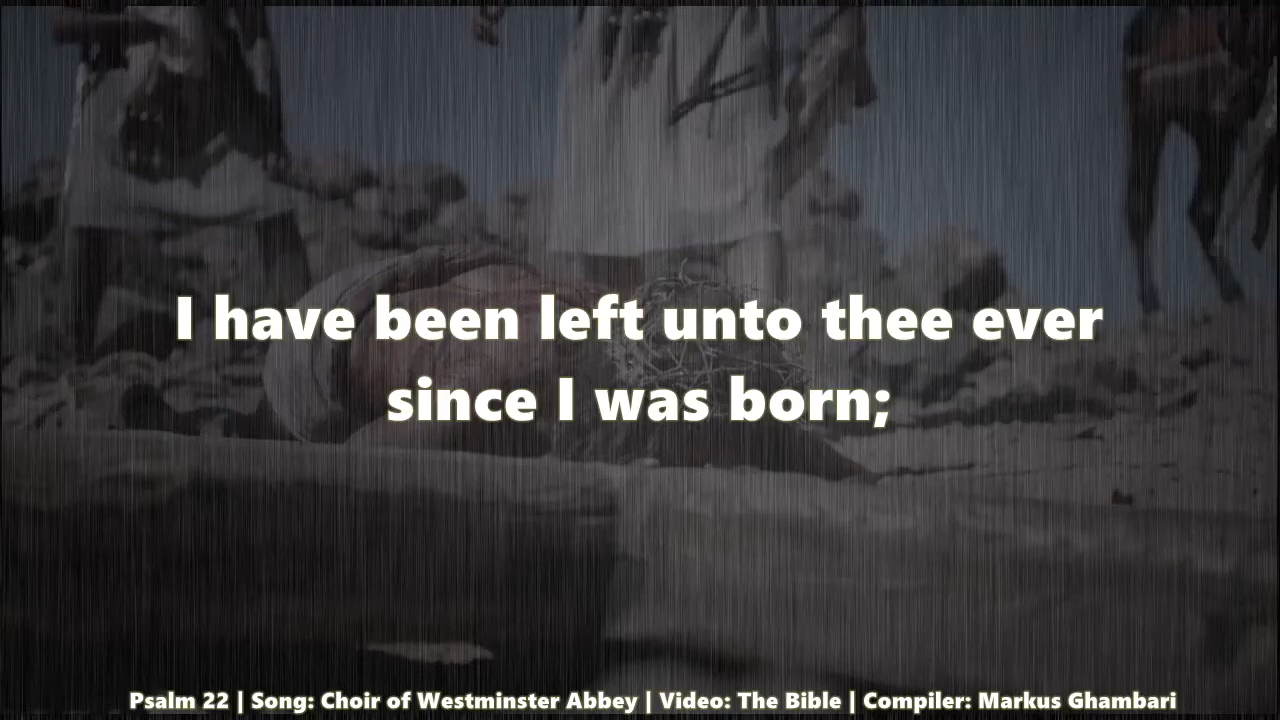 I have been left unto thee ever
since I was born;
Psalm 22 | Song: Choir of Westminster Abbey | Video: The Bible | Compiler: Markus Ghambari